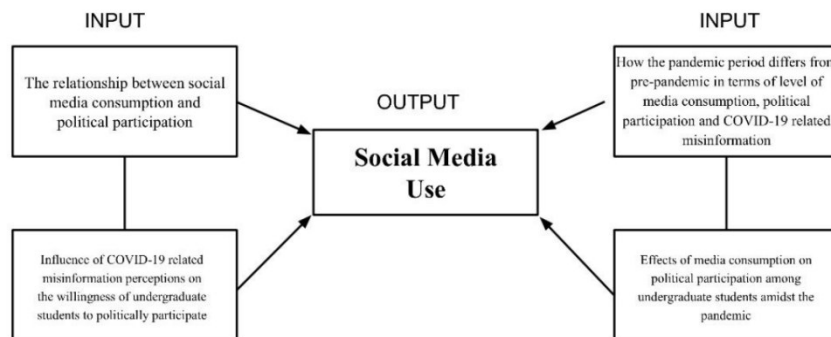 INPUT
The relationship between social
media consumption and
political participation
Influence of COVID-19 related
misinformation perceptions on
the willingness of undergraduate
students to politically participate
OUTPUT
Social Media
Use
INPUT
How the pandemic period differs from
pre-pandemic in terms of level of
media consumption, political
participation and COVID-19 related
misinformation
Effects of media consumption on
political participation among
undergraduate students amidst the
pandemic